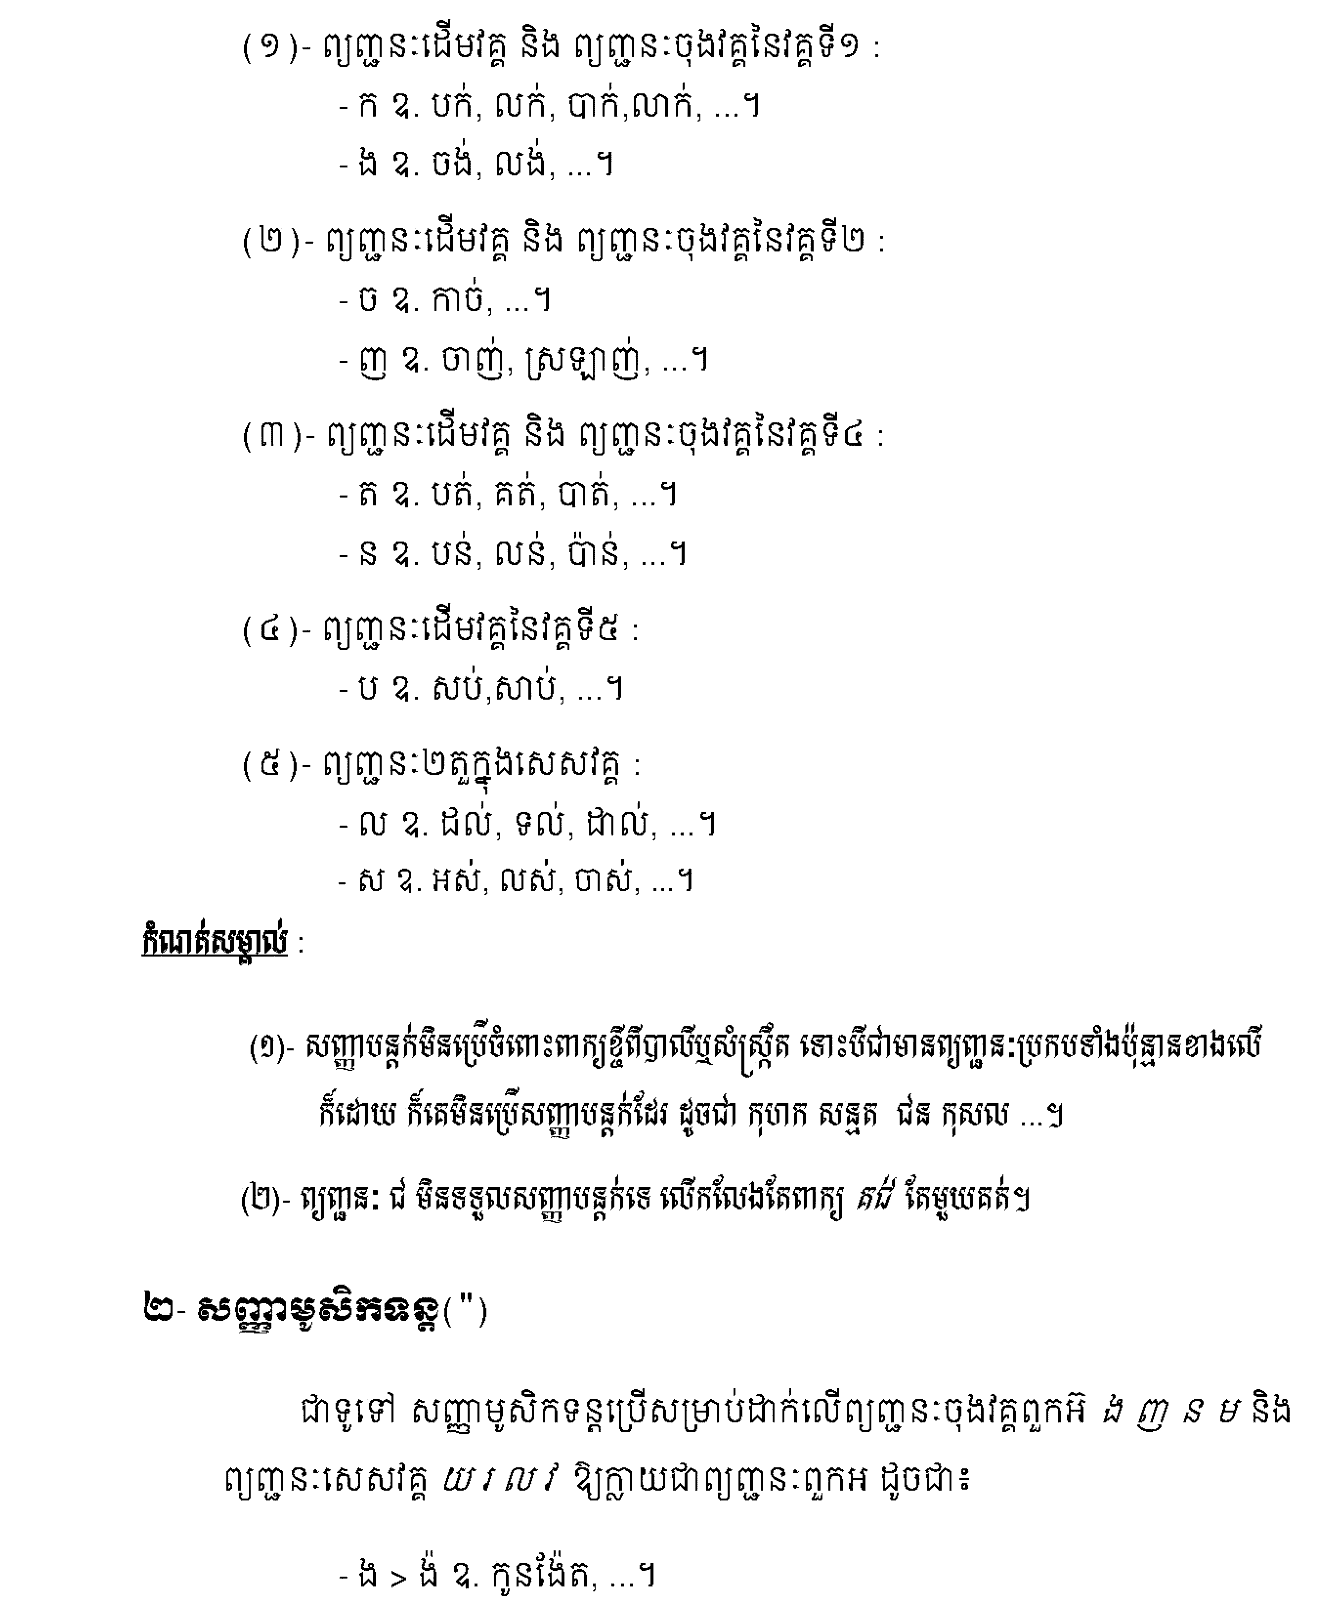 (១)- ព្យញ្ជនៈដើមវគ្គ និង ព្យញ្ជនៈចុងវគ្គនៃវគ្គទី១ :
- ក ឧ. បក់, លក់, បាក់,លាក់, ...។
- ង ឧ. ចង់, លង់, ...។
(២)- ព្យញ្ជនៈដើមវគ្គ និង ព្យញ្ជនៈចុងវគ្គនៃវគ្គទី២ :
- ច ឧ. កាច់, ...។
- ញ ឧ. ចាញ់, ស្រឡាញ់, ...។
(៣)- ព្យញ្ជនៈដើមវគ្គ និង ព្យញ្ជនៈចុងវគ្គនៃវគ្គទី៤ :
- ត ឧ. បត់, គត់, បាត់, ...។
- ន ឧ. បន់, លន់, ប៉ាន់, ...។
(៤)- ព្យញ្ជនៈដើមវគ្គនៃវគ្គទី៥ :
- ប ឧ. សប់,សាប់, ...។
(៥)- ព្យញ្ជនៈ២តួក្នុងសេសវគ្គ :
- ល ឧ. ដល់, ទល់, ដាល់, ...។
- ស ឧ. អស់, លស់, ចាស់, ...។
កំណត់សម្គាល់ :
(១)- សញ្ញាបន្តក់មិនប្រើចំពោះពាក្យខ្ចីពីបាលីឬសំស្ក្រឹត ទោះបីជាមានព្យញ្ជនៈប្រកបទាំងប៉ុន្មានខាងលើ
ក៏ដោយ ក៏គេមិនប្រើសញ្ញាបន្តក់ដែរ ដូចជា កុហក សន្មត ជន កុសល ...។
(២)- ព្យញ្ជនៈ ជ មិនទទួលសញ្ញាបន្តក់ទេ លើកលែងតែពាក្យ គជ់ តែមួយគត់។
២- សញ្ញាមូសិកទន្ត(")
ជាទូទៅ សញ្ញាមូសិកទន្តប្រើសម្រាប់ដាក់លើព្យញ្ជនៈចុងវគ្គពួកអ៊ ង ញ ន ម និង
ព្យញ្ជនៈសេសវគ្គ យ រ ល វ ឱ្យក្លាយជាព្យញ្ជនៈពួកអ ដូចជា៖
- ង > ង៉ ឧ. កូនង៉ែត, ...។